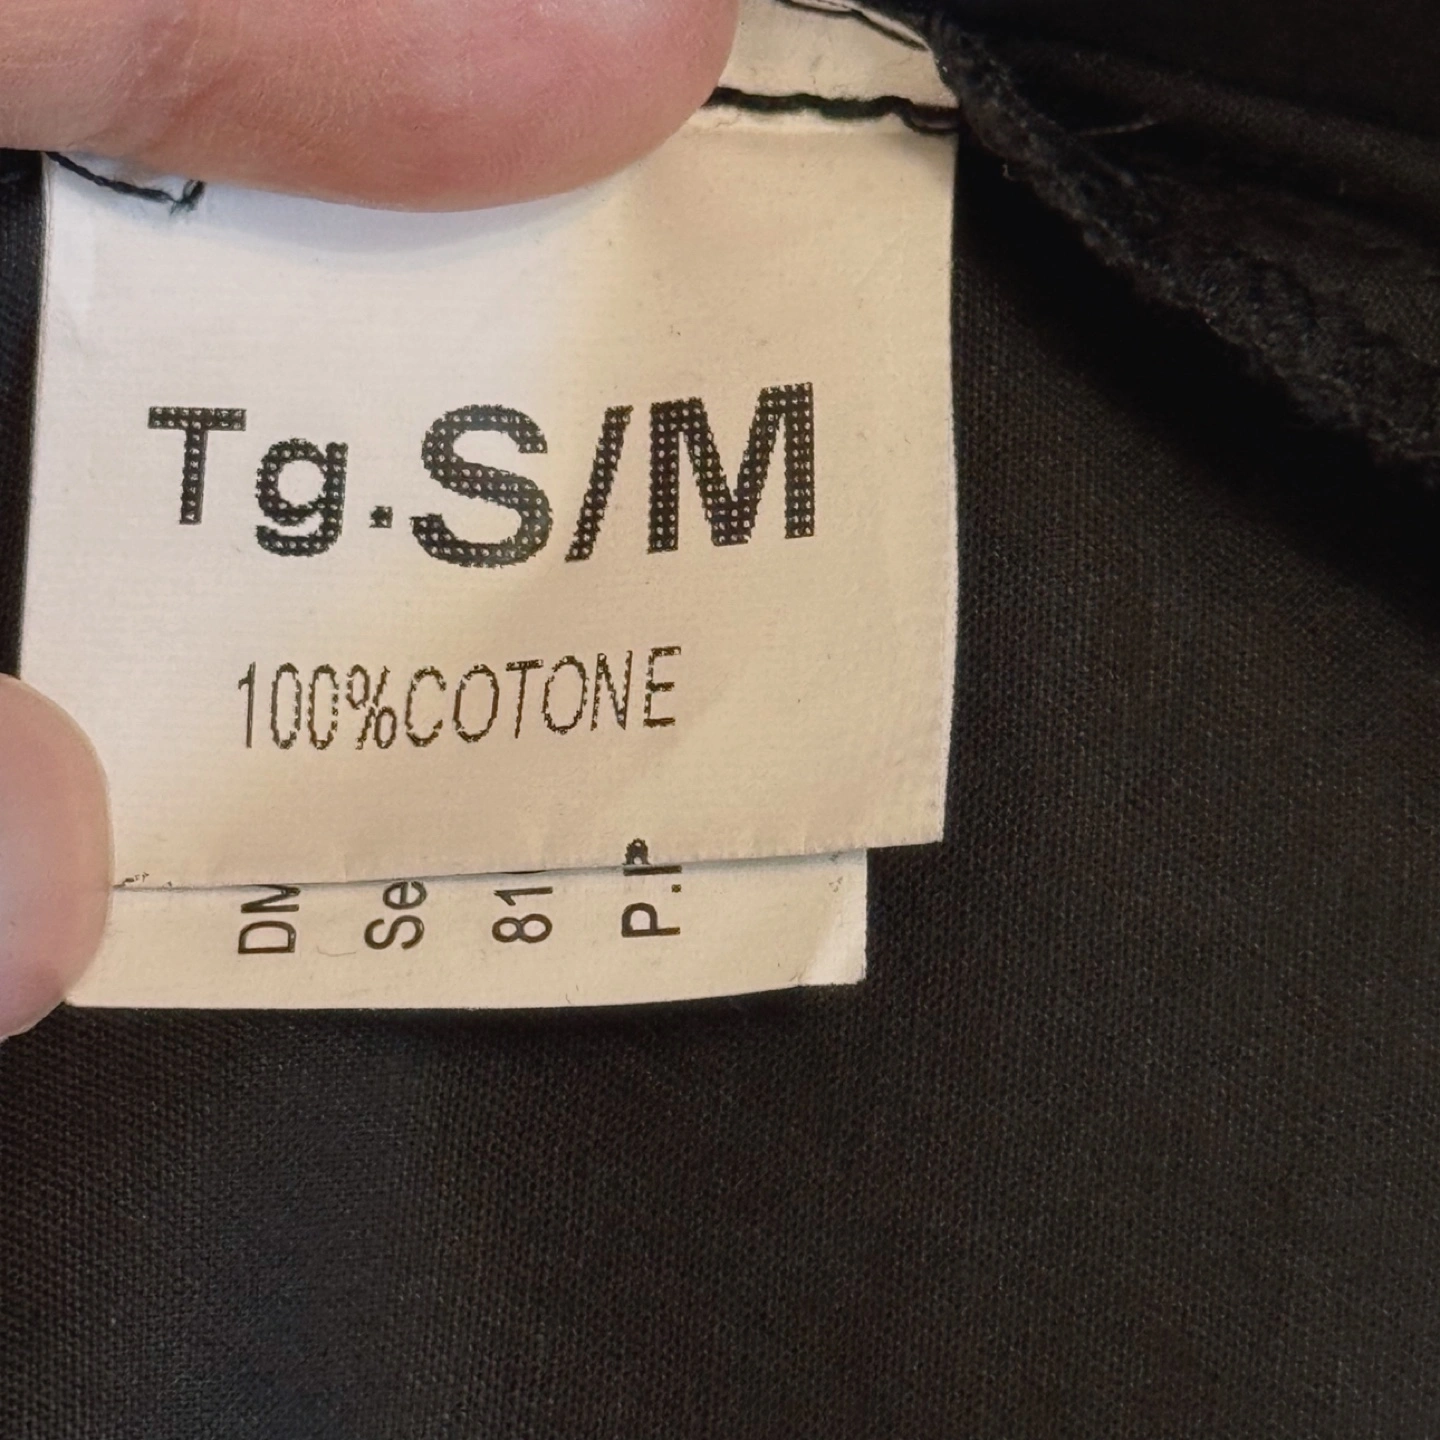 Tg.S/M
100%COTONE
DM
Se
81
P.I